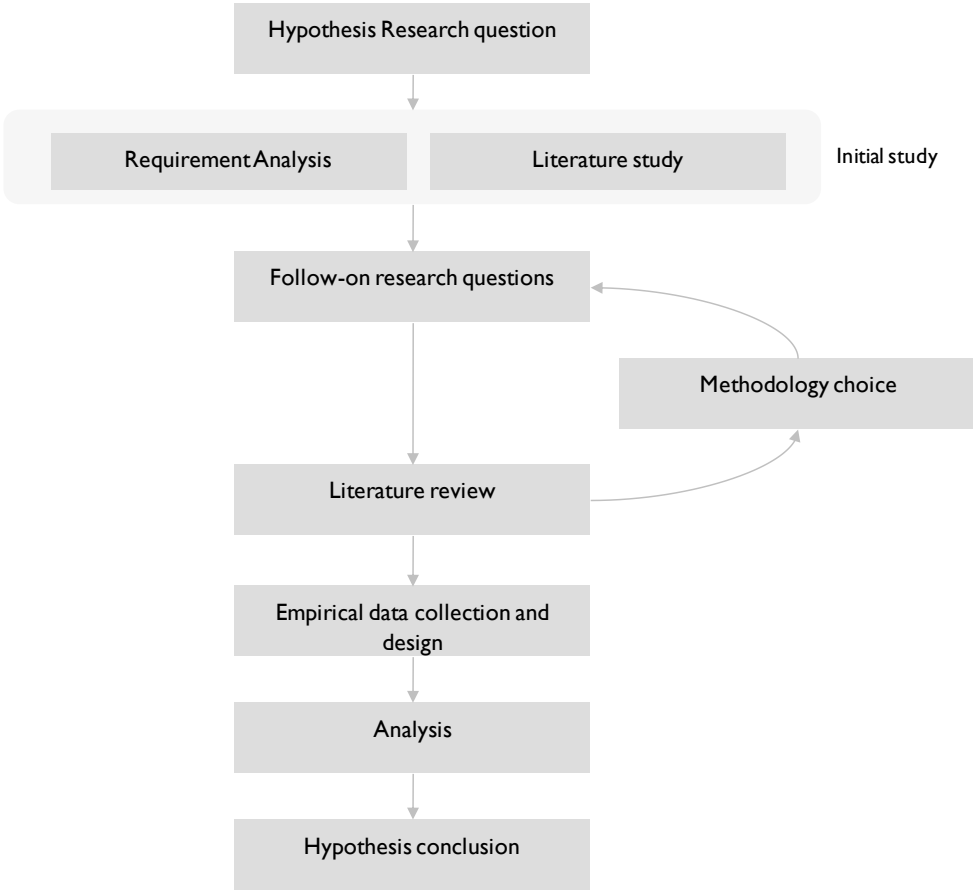 Hypothesis Research question
Requirement Analysis
Literature study
Initial study
Follow-on research questions
Methodology choice
Literature review
Empirical data collection and
design
Analysis
Hypothesis conclusion